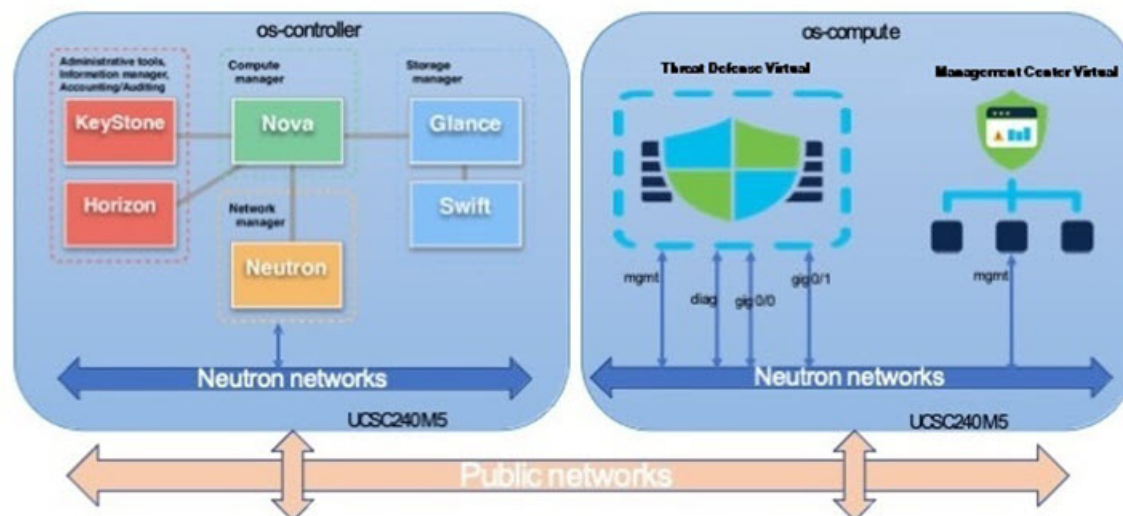 os-controller
Administrative tools,
Information manager,
Accounting/Auditing
Compute
manager
Storage
manager
KeyStone
Nova
Glance
Horizon
Swift
Network
manager
Neutron
Neutron networks
UCSC240M5
os-compute
Threat Defense Virtual
Management Center Virtual
mgmt
diag
gig0/0
gig0/1
mgmt
Neutron networks
UCSC240M5
Public networks